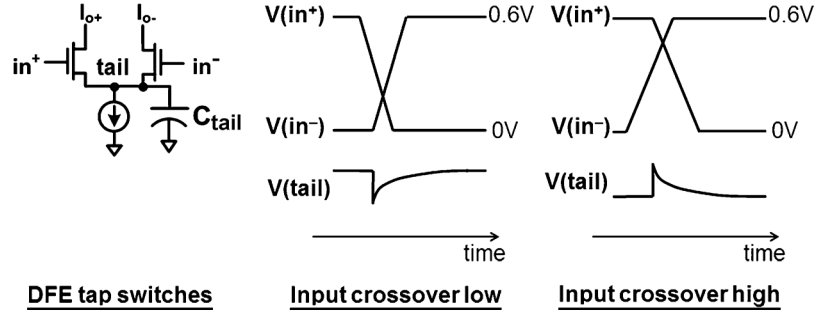 Io+ Io-
in+ tail in–
Ctail
DFE tap switches
V(in+) 0.6V
V(in–) 0V
V(tail)
time
Input crossover low
V(in+) 0.6V
V(in–) 0V
V(tail)
time
Input crossover high